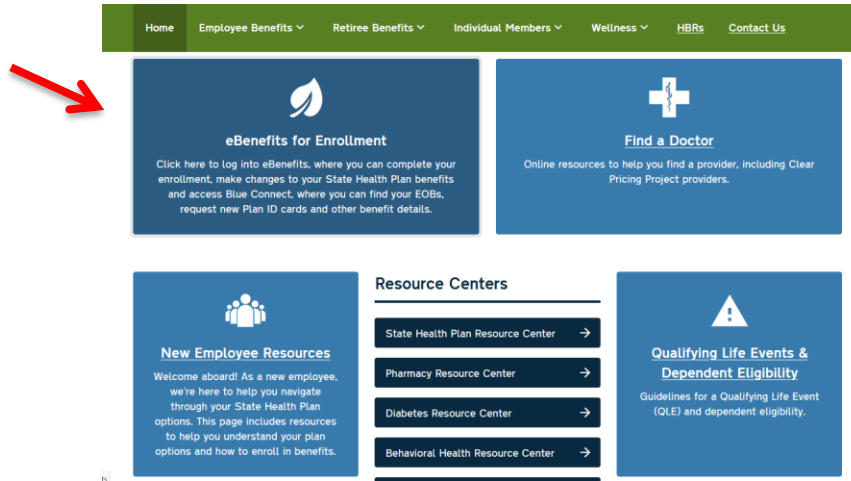 Home Employee Benefits Retiree Benefits Individual Members Wellness HBRs Contact Us
eBenefits for Enrollment
Click here to log into eBenefits, where you can complete your
enrollment, make changes to your State Health Plan benefits
and access Blue Connect, where you can find your EOBs,
request new Plan ID cards and other benefit details.
Find a Doctor
Online resources to help you find a provider, including Clear
Pricing Project providers.
New Employee Resources
Welcome aboard! As a new employee,
we're here to help you navigate
through your State Health Plan
options. This page includes resources
to help you understand your plan
options and how to enroll in benefits.
Resource Centers
State Health Plan Resource Center
Pharmacy Resource Center
Diabetes Resource Center
Behavioral Health Resource Center
Qualifying Life Events &
Dependent Eligibility
Guidelines for a Qualifying Life Event
(QLE) and dependent eligibility.